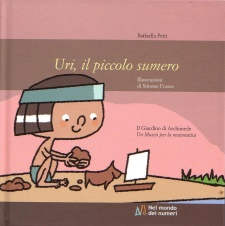 Raffaella Petti
Uri, il piccolo sumero
Illustrazioni
di Simone Frasca
Il Giardino di Archimede
Un Museo per la matematica
Nel mondo
dei numeri